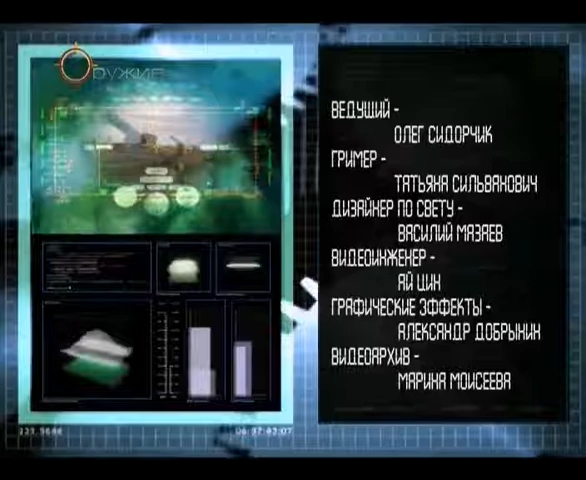 ОРУЖИЕ
ВЕДУЩИЙ -
ОЛЕГ СИДОРЧИК
ГРИМЕР -
ТАТЬЯНА СИЛЬВАНОВИЧ
ДИЗАЙНЕР ПО СВЕТУ -
ВАСИЛИЙ МАЗАЕВ
ВИДЕОИНЖЕНЕР -
АЙ ЦИН
ГРАФИЧЕСКИЕ ЭФФЕКТЫ -
АЛЕКСАНДР ДОБРЫНИН
ВИДЕОАРХИВ -
МАРИНА МОИСЕЕВА